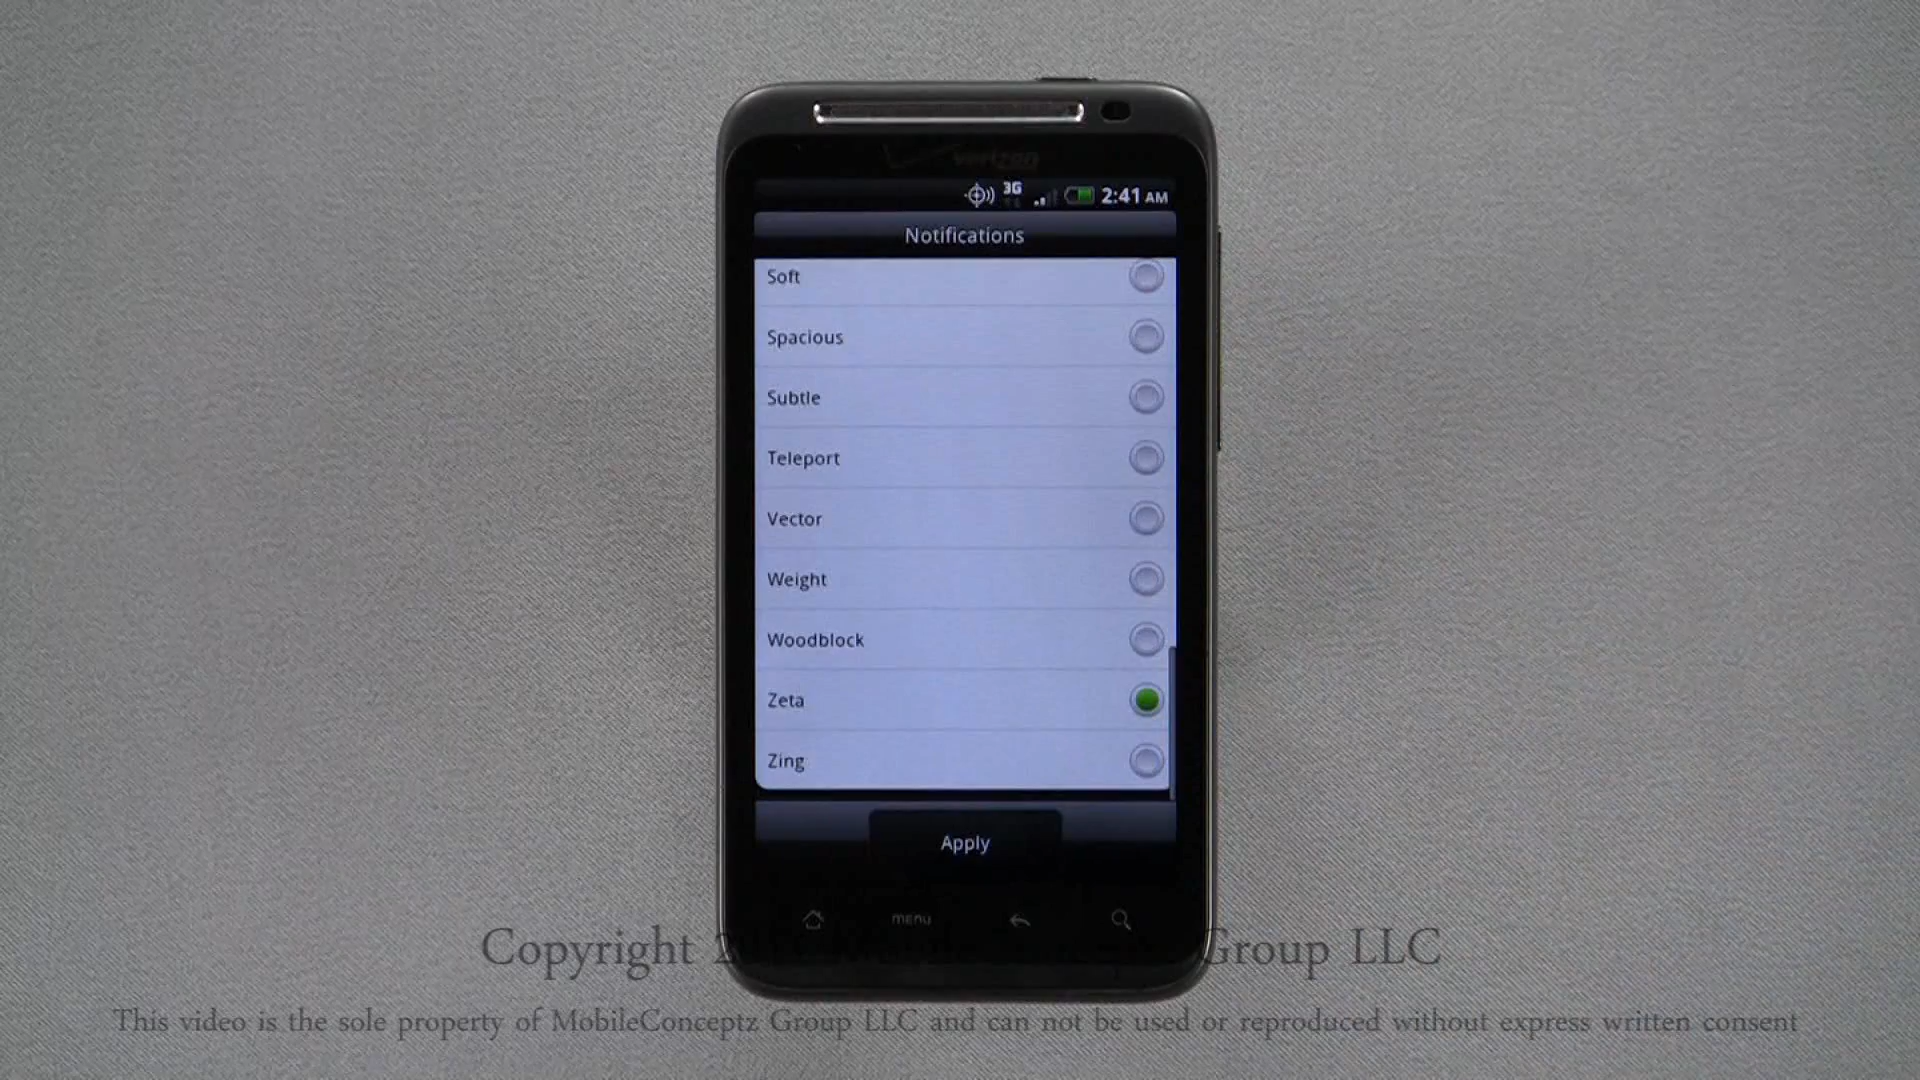 verizon
3G 2:41 AM
Notifications
Soft
Spacious
Subtle
Teleport
Vector
Weight
Woodblock
Zeta
Zing
Apply
menu
Copyright Group LLC
This video is the sole property of MobileConceptz Group LLC and can not be used or reproduced without express written consent